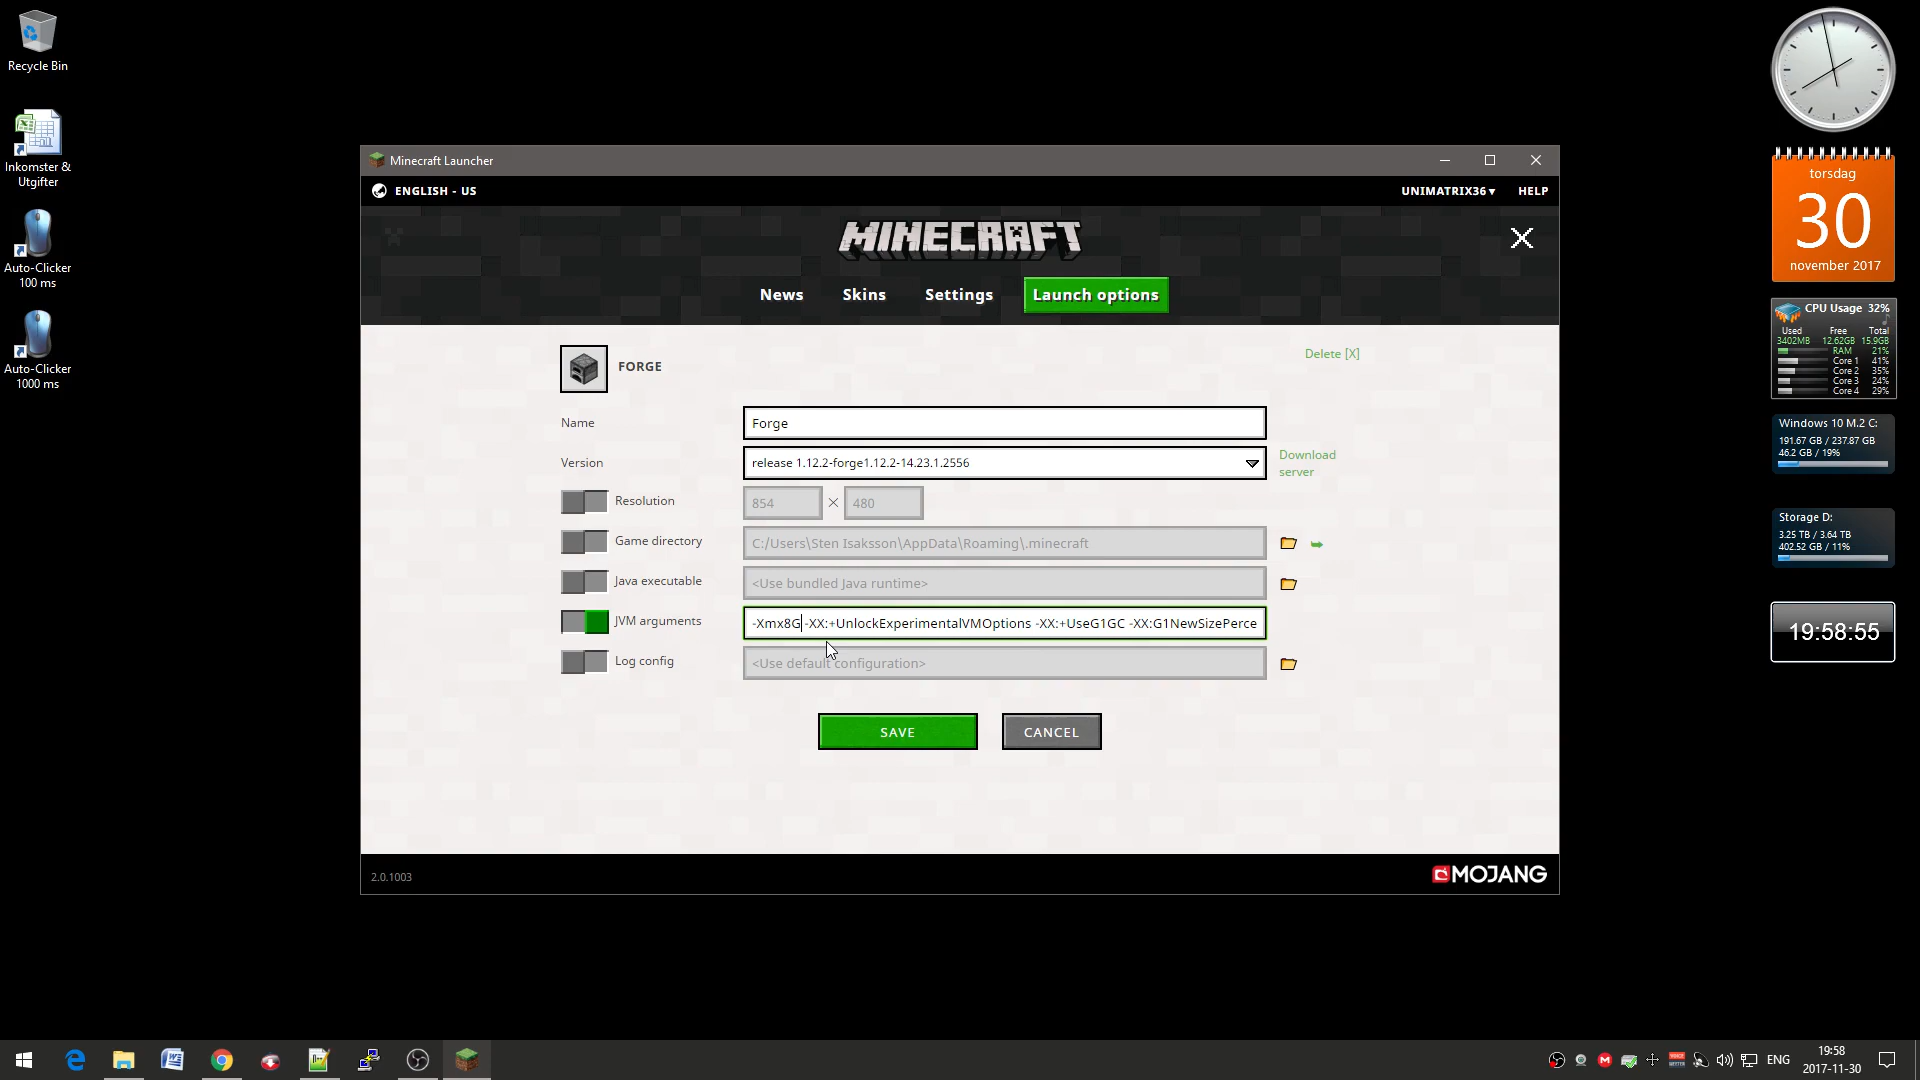 Recycle Bin
Inkomster &
Utgifter
Auto-Clicker
100 ms
Auto-Clicker
1000 ms
Minecraft Launcher
ENGLISH - US
UNIMATRIX36▾
HELP
MINECRAFT
News
Skins
Settings
Launch options
FORGE
Delete [X]
Name
Forge
Version
release 1.12.2-forge1.12.2-14.23.1.2556
Download
server
Resolution
854
×
480
Game directory
C:/Users\Sten Isaksson\AppData\Roaming\.minecraft
Java executable
<Use bundled Java runtime>
JVM arguments
-Xmx8G -XX:+UnlockExperimentalVMOptions -XX:+UseG1GC -XX:G1NewSizePerce
Log config
<Use default configuration>
SAVE
CANCEL
2.0.1003
MOJANG
torsdag
30
november 2017
CPU Usage 32%
Used Free Total
3402MB 12.62GB 15.9GB
RAM 21%
Core 1 41%
Core 2 35%
Core 3 24%
Core 4 29%
Windows 10 M.2 C:
191.67 GB / 237.87 GB
46.2 GB / 19%
Storage D:
3.25 TB / 3.64 TB
402.52 GB / 11%
19:58:55
ENG
19:58
2017-11-30